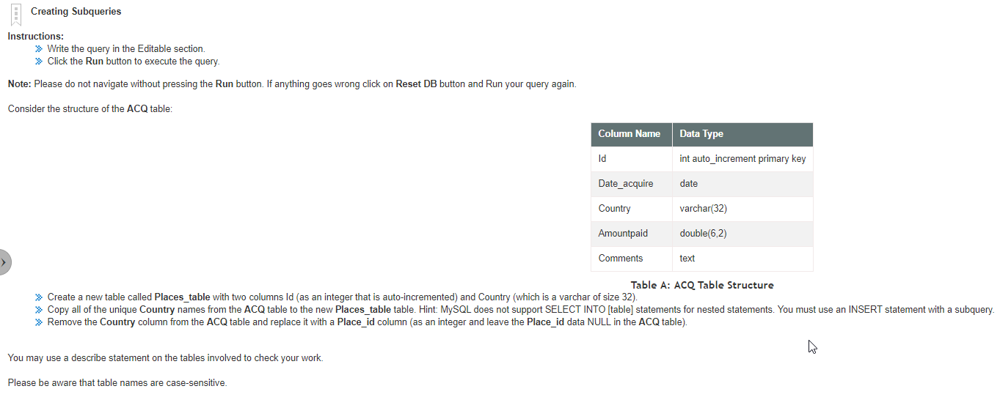 Creating Subqueries
Instructions:
Write the query in the Editable section.
Click the Run button to execute the query.
Note: Please do not navigate without pressing the Run button. If anything goes wrong click on Reset DB button and Run your query again.
Consider the structure of the ACQ table:
Column Name Data Type
Id int auto_increment primary key
Date_acquire date
Country varchar(32)
Amountpaid double(6,2)
Comments text
Table A: ACQ Table Structure
Create a new table called Places_table with two columns Id (as an integer that is auto-incremented) and Country (which is a varchar of size 32).
Copy all of the unique Country names from the ACQ table to the new Places_table table. Hint: MySQL does not support SELECT INTO [table] statements for nested statements. You must use an INSERT statement with a subquery.
Remove the Country column from the ACQ table and replace it with a Place_id column (as an integer and leave the Place_id data NULL in the ACQ table).
You may use a describe statement on the tables involved to check your work.
Please be aware that table names are case-sensitive.